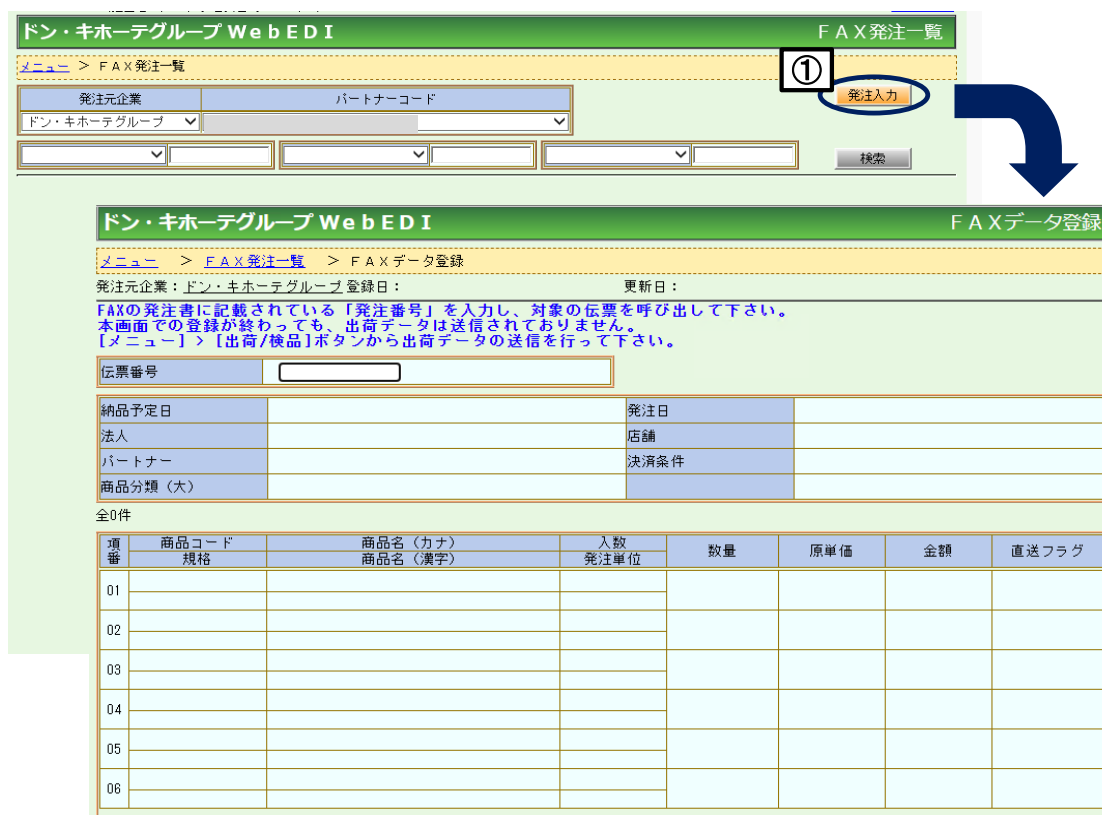 ドン・キホーテグループWebEDI FAX発注一覧
メニュー > FAX発注一覧
①
発注元企業 パートナーコード 発注入力
ドン・キホーテグループ
検索
ドン・キホーテグループWebEDI FAXデータ登録
メニュー > FAX発注一覧 > FAXデータ登録
発注元企業:ドン・キホーテグループ 登録日: 更新日:
FAXの発注書に記載されている「発注番号」を入力し、対象の伝票を呼び出して下さい。
本画面での登録が終わっても、出荷データは送信されておりません。
[メニュー] > [出荷/検品]ボタンから出荷データの送信を行って下さい。
伝票番号
納品予定日 発注日
法人 店舗
パートナー 決済条件
商品分類(大)
全0件
項番 商品コード 商品名(カナ) 入数 数量 原単価 金額 直送フラグ
規格 商品名(漢字) 発注単位
01
02
03
04
05
06